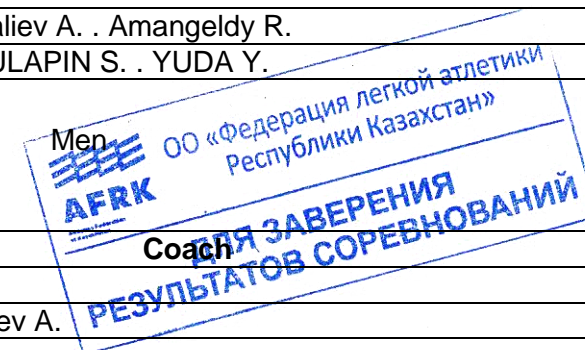 aliev A. . Amangeldy R.
ULAPIN S. . YUDA Y.
Men
ОО «Федерация легкой атлетики
Республики Казахстан»
AFRK
ДЛЯ ЗАВЕРЕНИЯ
РЕЗУЛЬТАТОВ СОРЕВНОВАНИЙ
Coach
ev A.